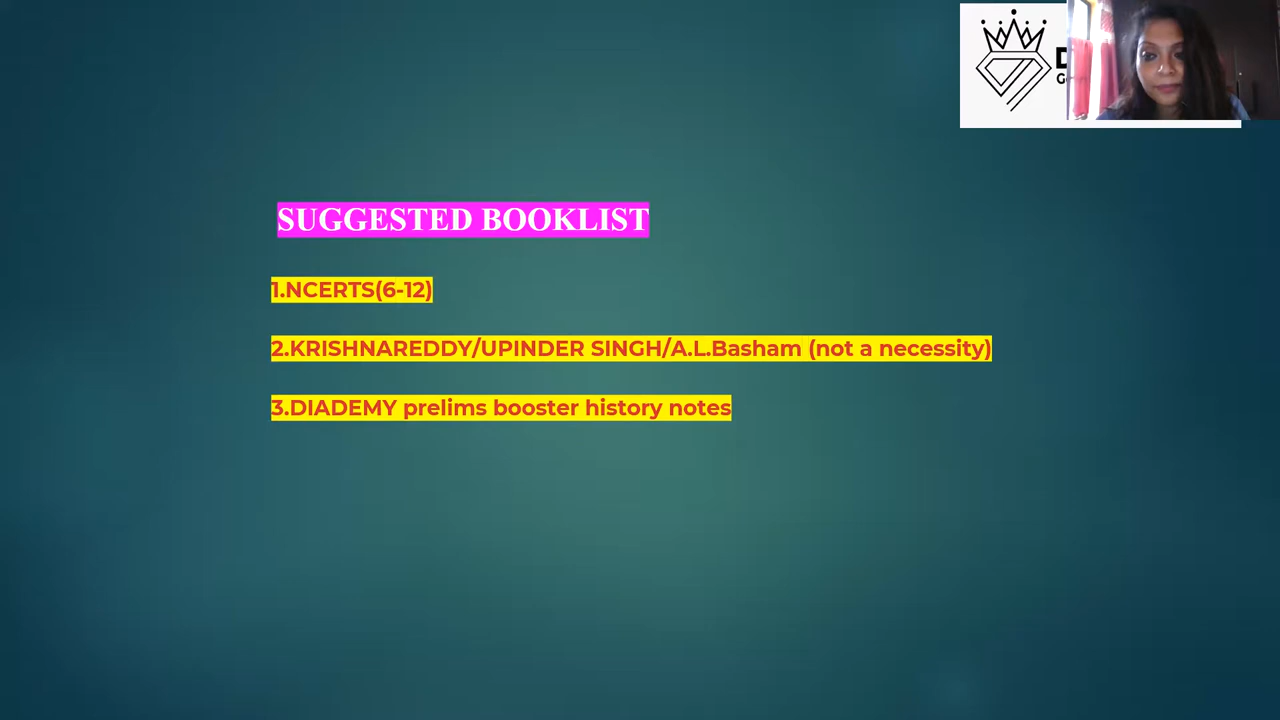 SUGGESTED BOOKLIST
1.NCERTS(6-12)
2.KRISHNAREDDY/UPINDER SINGH/A.L.Basham (not a necessity)
3.DIADEMY prelims booster history notes